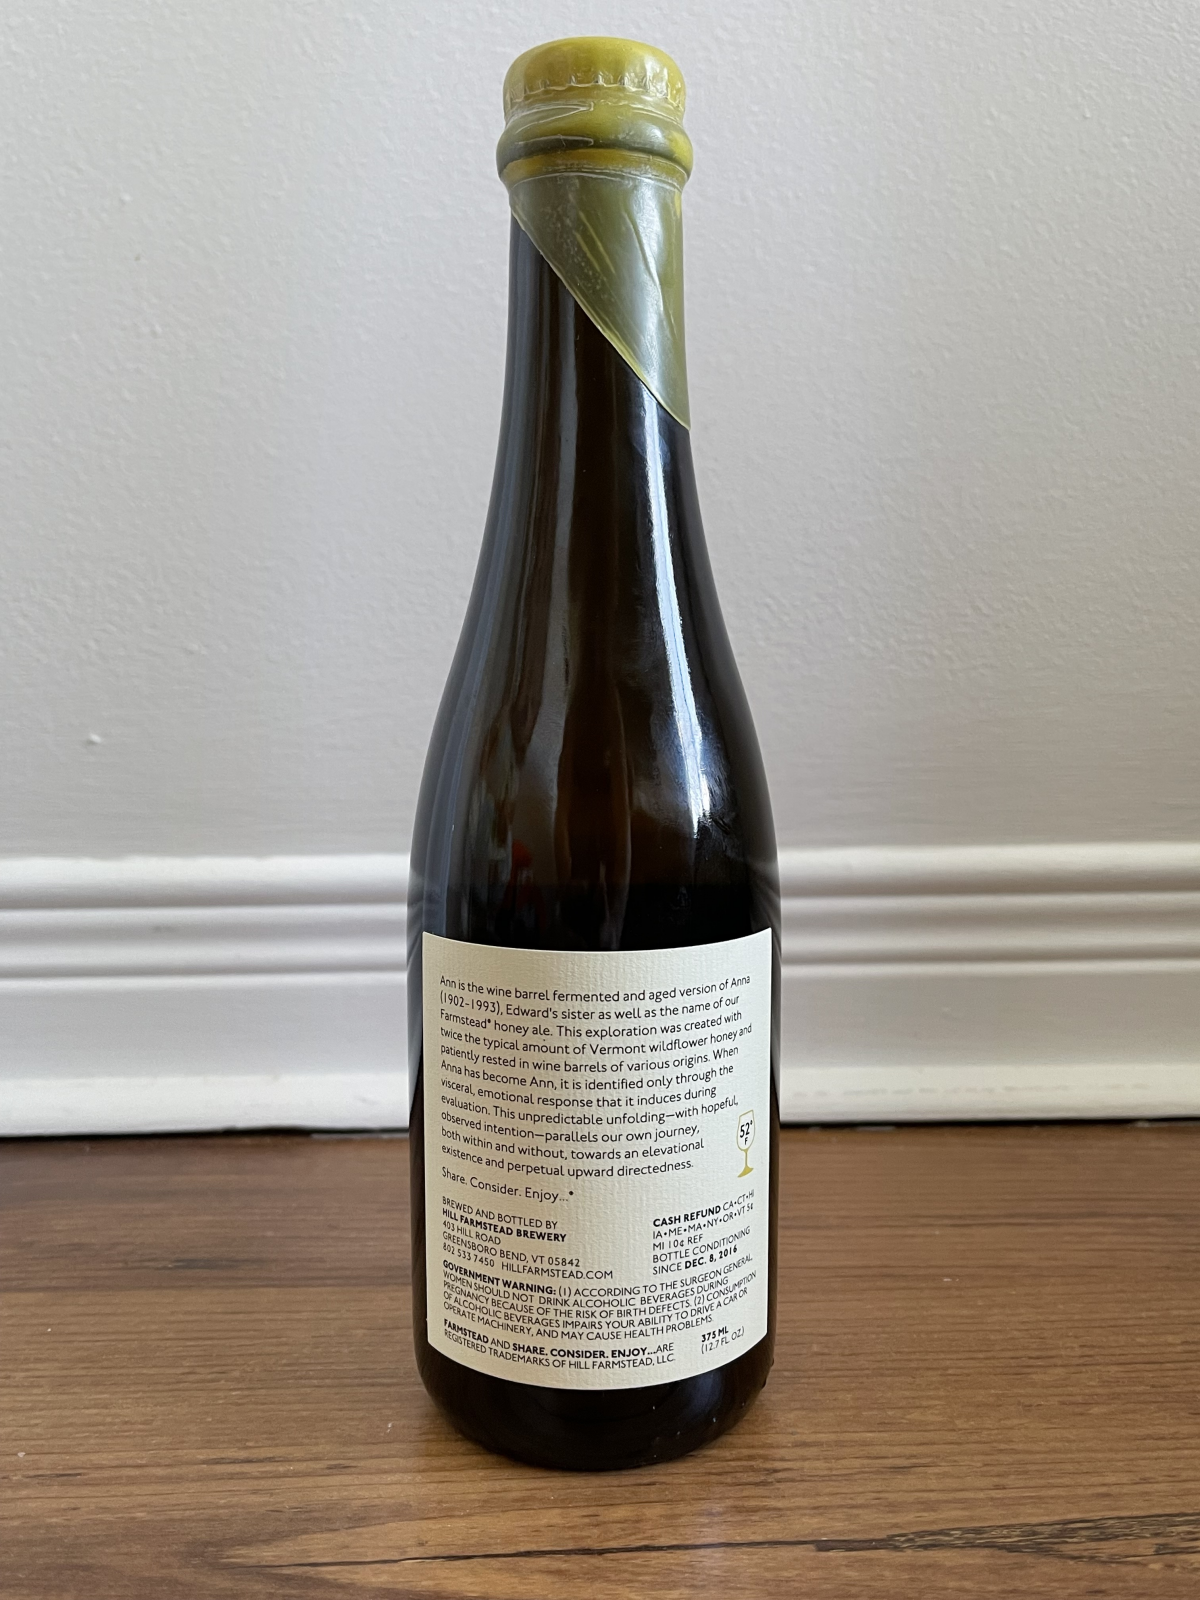 Ann is the wine barrel fermented and aged version of Anna
(1902-1993), Edward's sister as well as the name of our
Farmstead® honey ale. This exploration was created with
twice the typical amount of Vermont wildflower honey and
patiently rested in wine barrels of various origins. When
Anna has become Ann, it is identified only through the
visceral, emotional response that it induces during
evaluation. This unpredictable unfolding—with hopeful,
observed intention—parallels our own journey,
both within and without, towards an elevational
existence and perpetual upward directedness.
52°
F
Share. Consider. Enjoy...®
BREWED AND BOTTLED BY
HILL FARMSTEAD BREWERY
403 HILL ROAD
GREENSBORO BEND, VT 05842
802 533 7450 HILLFARMSTEAD.COM
CASH REFUND CA•CT•HI
IA•ME•MA•NY•OR•VT 5¢
MI 10¢ REF
BOTTLE CONDITIONING
SINCE DEC. 8, 2016
GOVERNMENT WARNING: (1) ACCORDING TO THE SURGEON GENERAL,
WOMEN SHOULD NOT DRINK ALCOHOLIC BEVERAGES DURING
PREGNANCY BECAUSE OF THE RISK OF BIRTH DEFECTS. (2) CONSUMPTION
OF ALCOHOLIC BEVERAGES IMPAIRS YOUR ABILITY TO DRIVE A CAR OR
OPERATE MACHINERY, AND MAY CAUSE HEALTH PROBLEMS.
FARMSTEAD AND SHARE. CONSIDER. ENJOY...ARE
REGISTERED TRADEMARKS OF HILL FARMSTEAD, LLC.
375 ML
(12.7 FL OZ.)